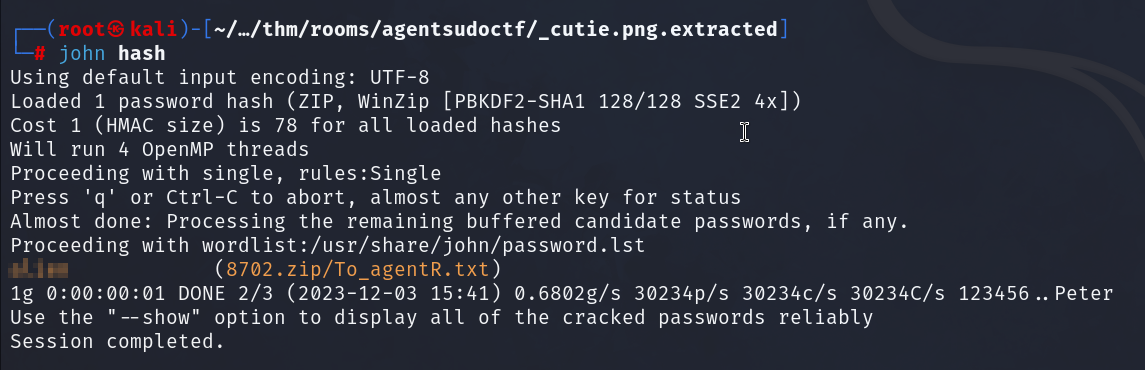 ┌──(root㉿kali)-[~/…/thm/rooms/agentsudoctf/_cutie.png.extracted]
└─# john hash
Using default input encoding: UTF-8
Loaded 1 password hash (ZIP, WinZip [PBKDF2-SHA1 128/128 SSE2 4x])
Cost 1 (HMAC size) is 78 for all loaded hashes
Will run 4 OpenMP threads
Proceeding with single, rules:Single
Press 'q' or Ctrl-C to abort, almost any other key for status
Almost done: Processing the remaining buffered candidate passwords, if any.
Proceeding with wordlist:/usr/share/john/password.lst
(8702.zip/To_agentR.txt)
1g 0:00:00:01 DONE 2/3 (2023-12-03 15:41) 0.6802g/s 30234p/s 30234c/s 30234C/s 123456..Peter
Use the "--show" option to display all of the cracked passwords reliably
Session completed.